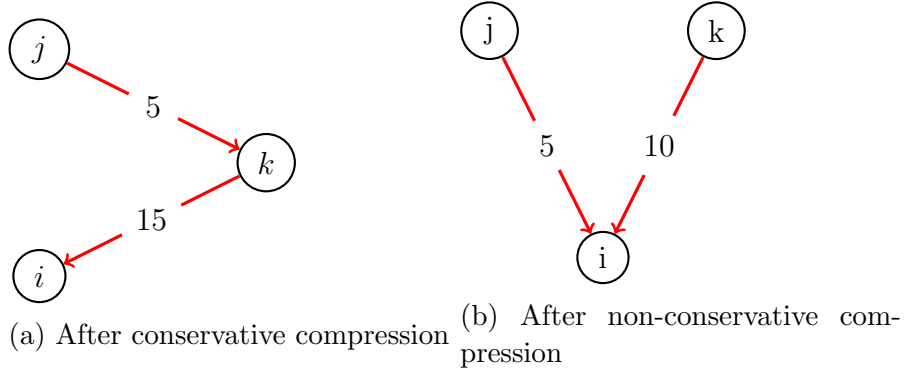 j
5
k
15
i
(a) After conservative compression
j
k
5
10
i
(b) After non-conservative com-
pression